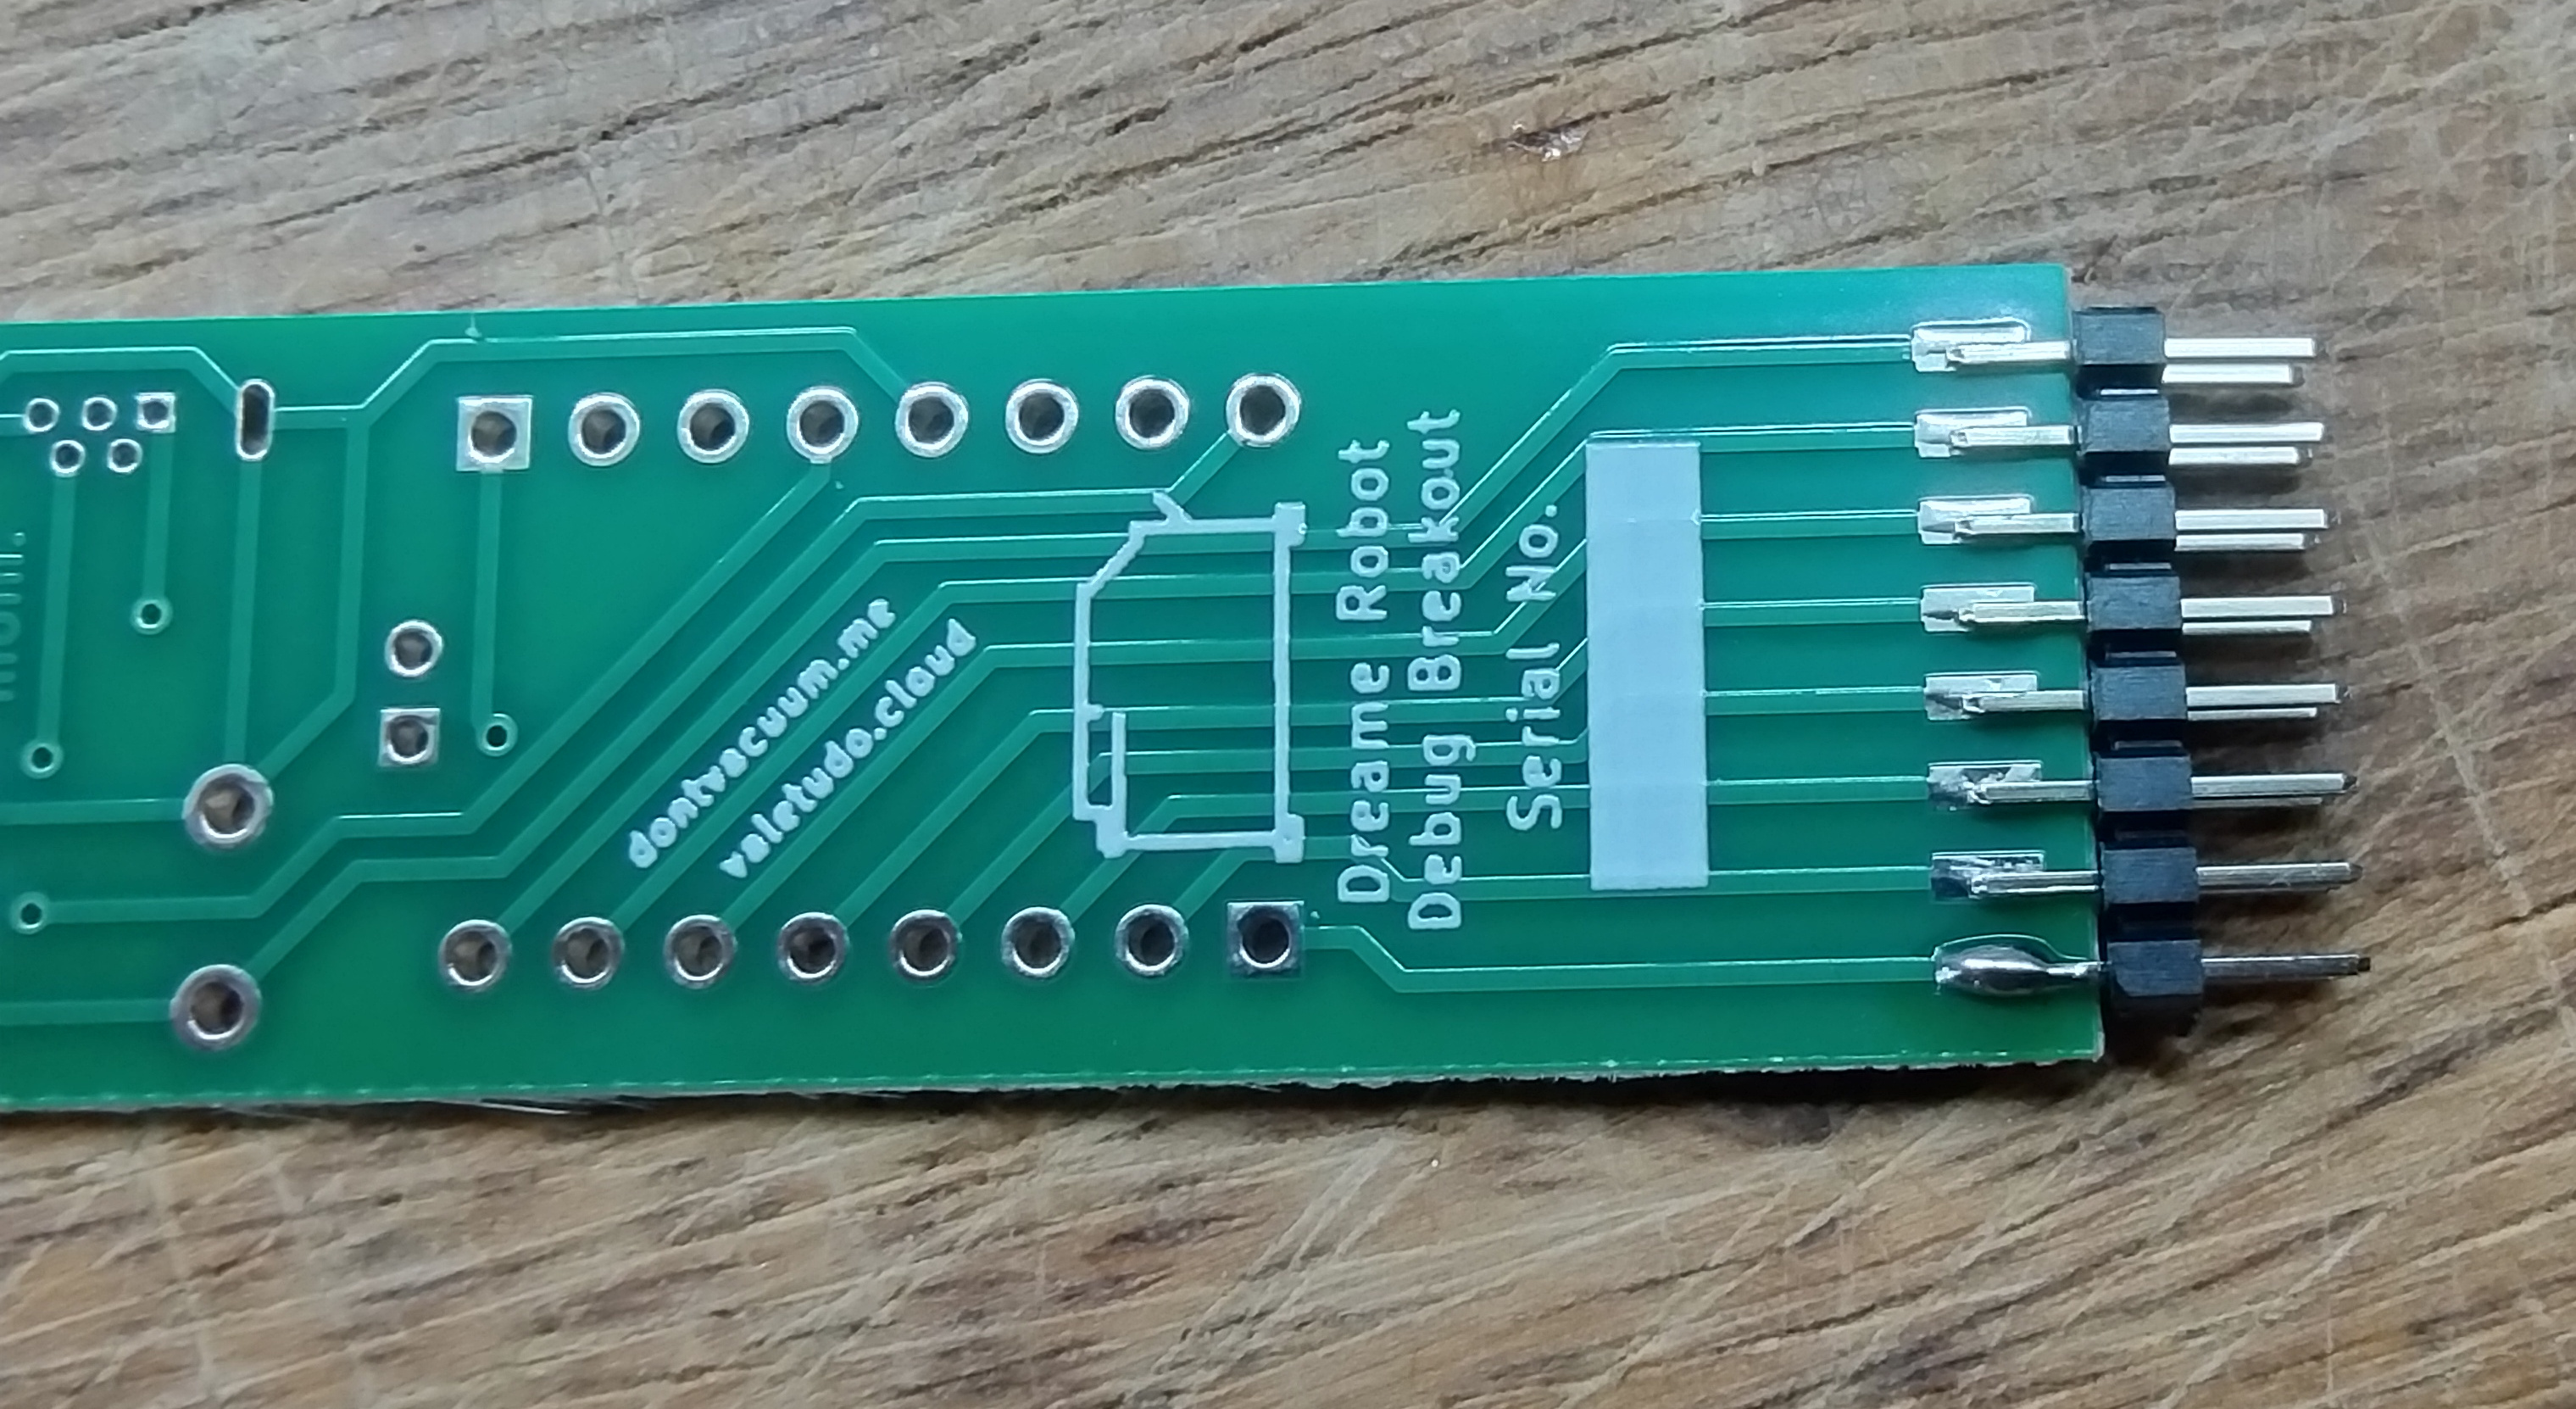 dontvacuum.me
valetudo.cloud
Dreame Robot
Debug Breakout
Serial No.